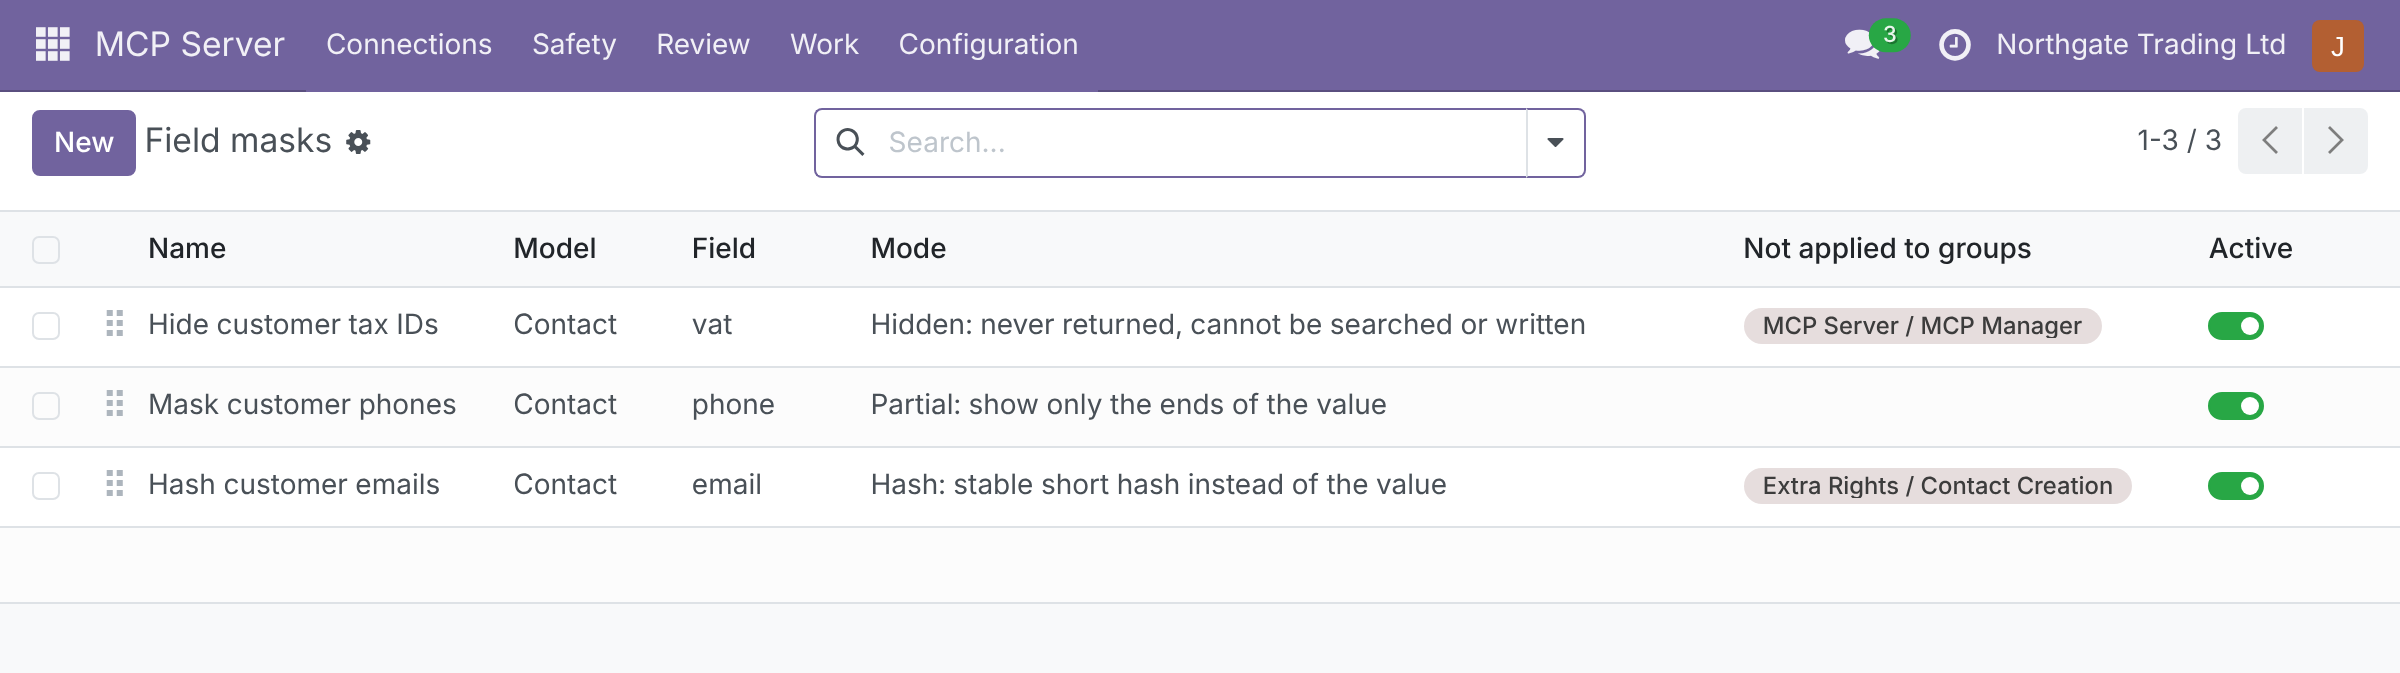 MCP Server Connections Safety Review Work Configuration 3 Northgate Trading Ltd J
New Field masks Search... 1-3 / 3
Name Model Field Mode Not applied to groups Active
Hide customer tax IDs Contact vat Hidden: never returned, cannot be searched or written MCP Server / MCP Manager
Mask customer phones Contact phone Partial: show only the ends of the value
Hash customer emails Contact email Hash: stable short hash instead of the value Extra Rights / Contact Creation